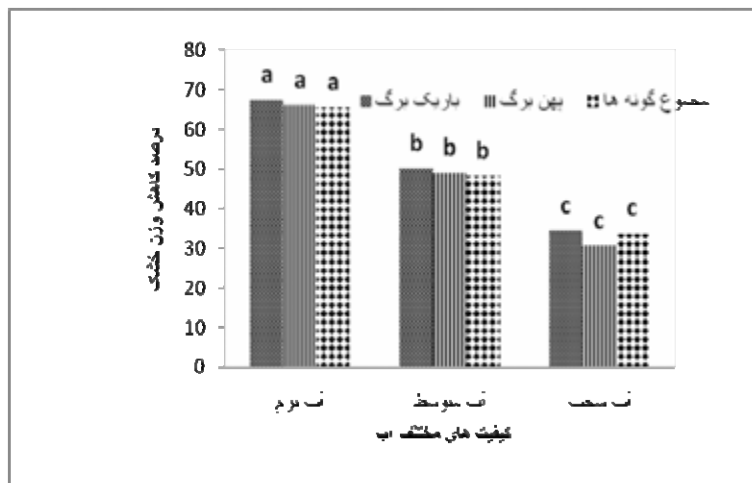 80
70
60
50
40
30
20
10
0
درصد کاهش وزن خشک
a a a
باریک برگ پهن برگ مجموع گونه ها
b b b
c c c
آب نرم آب متوسط آب سخت
کیفیت های مختلف آب